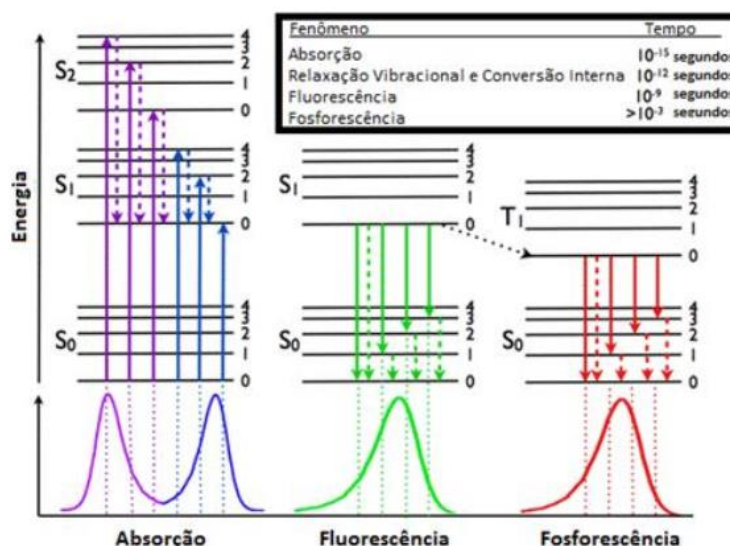 Fenômeno Tempo
Absorção 10⁻¹⁵ segundos
Relaxação Vibracional e Conversão Interna 10⁻¹² segundos
Fluorescência 10⁻⁹ segundos
Fosforescência >10⁻³ segundos
Energia
S₂
4
3
2
1
0
S₁
4
3
2
1
0
S₀
4
3
2
1
0
S₁
4
3
2
1
0
S₀
4
3
2
1
0
T₁
4
3
2
1
0
S₀
4
3
2
1
0
Absorção Fluorescência Fosforescência